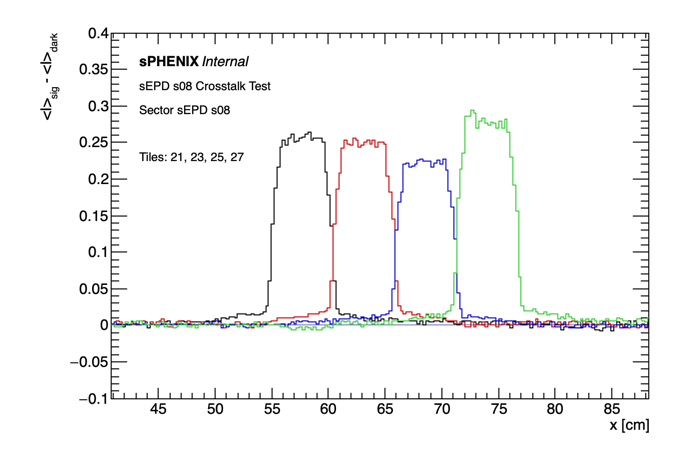 <I>sig - <I>dark
0.4
0.35
0.3
0.25
0.2
0.15
0.1
0.05
0
−0.05
−0.1
sPHENIX Internal
sEPD s08 Crosstalk Test
Sector sEPD s08
Tiles: 21, 23, 25, 27
45 50 55 60 65 70 75 80 85
x [cm]